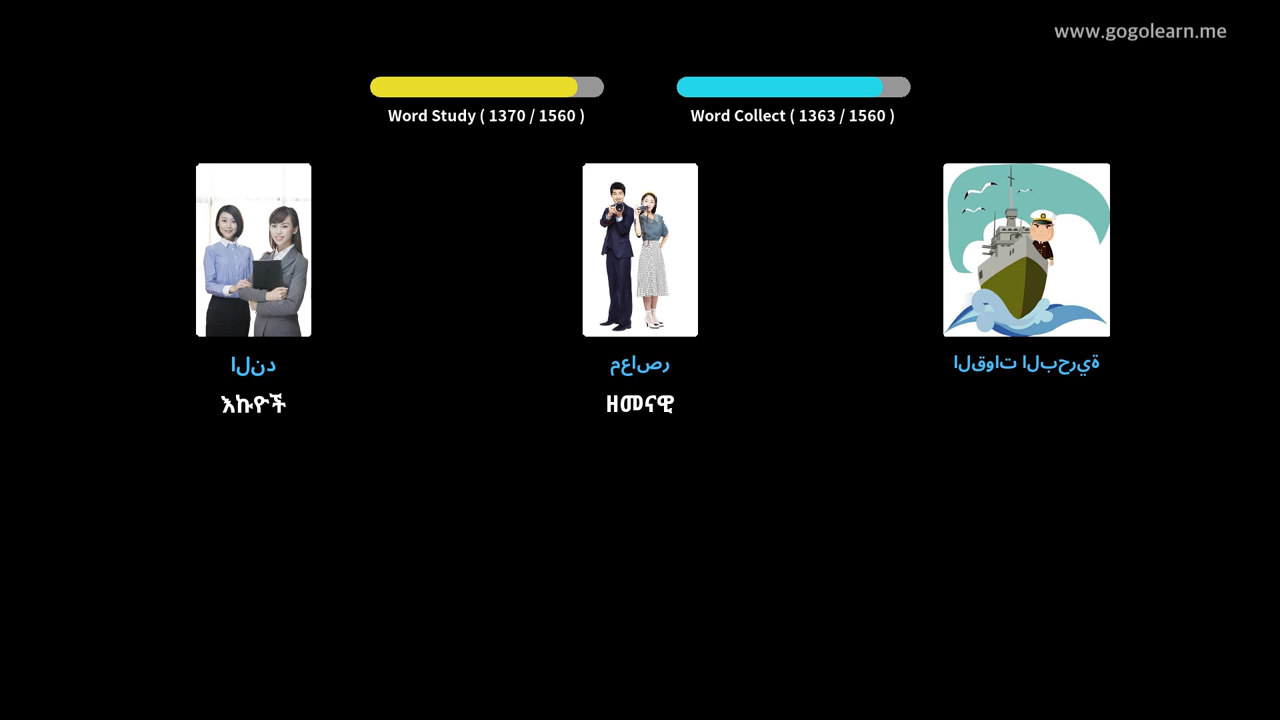 www.gogolearn.me
Word Study ( 1370 / 1560 )
Word Collect ( 1363 / 1560 )
الند
معاصر
القوات البحرية
እኩዮች
ዘመናዊ